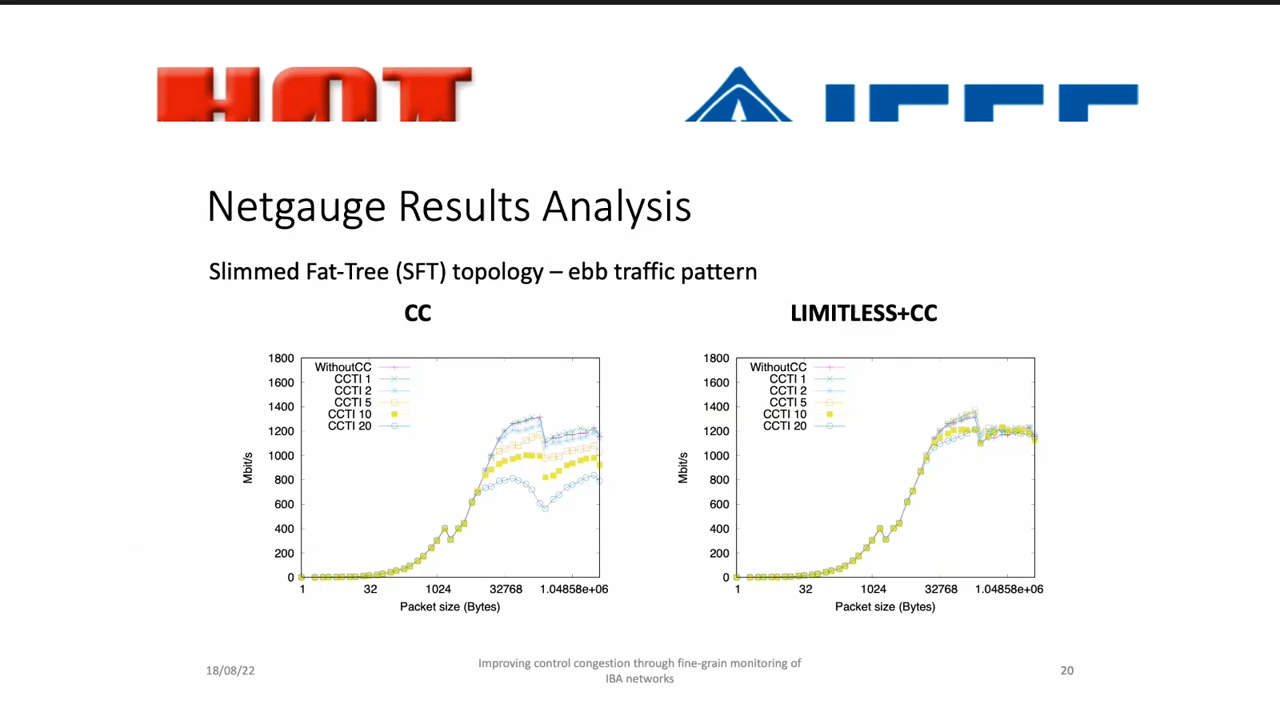 HOT
IEEE
Netgauge Results Analysis
Slimmed Fat-Tree (SFT) topology – ebb traffic pattern
CC
LIMITLESS+CC
1800
1600
1400
1200
1000
800
600
400
200
0
Mbit/s
WithoutCC
CCTI 1
CCTI 2
CCTI 5
CCTI 10
CCTI 20
1 32 1024 32768 1.04858e+06
Packet size (Bytes)
1800
1600
1400
1200
1000
800
600
400
200
0
Mbit/s
WithoutCC
CCTI 1
CCTI 2
CCTI 5
CCTI 10
CCTI 20
1 32 1024 32768 1.04858e+06
Packet size (Bytes)
18/08/22
Improving control congestion through fine-grain monitoring of
IBA networks
20